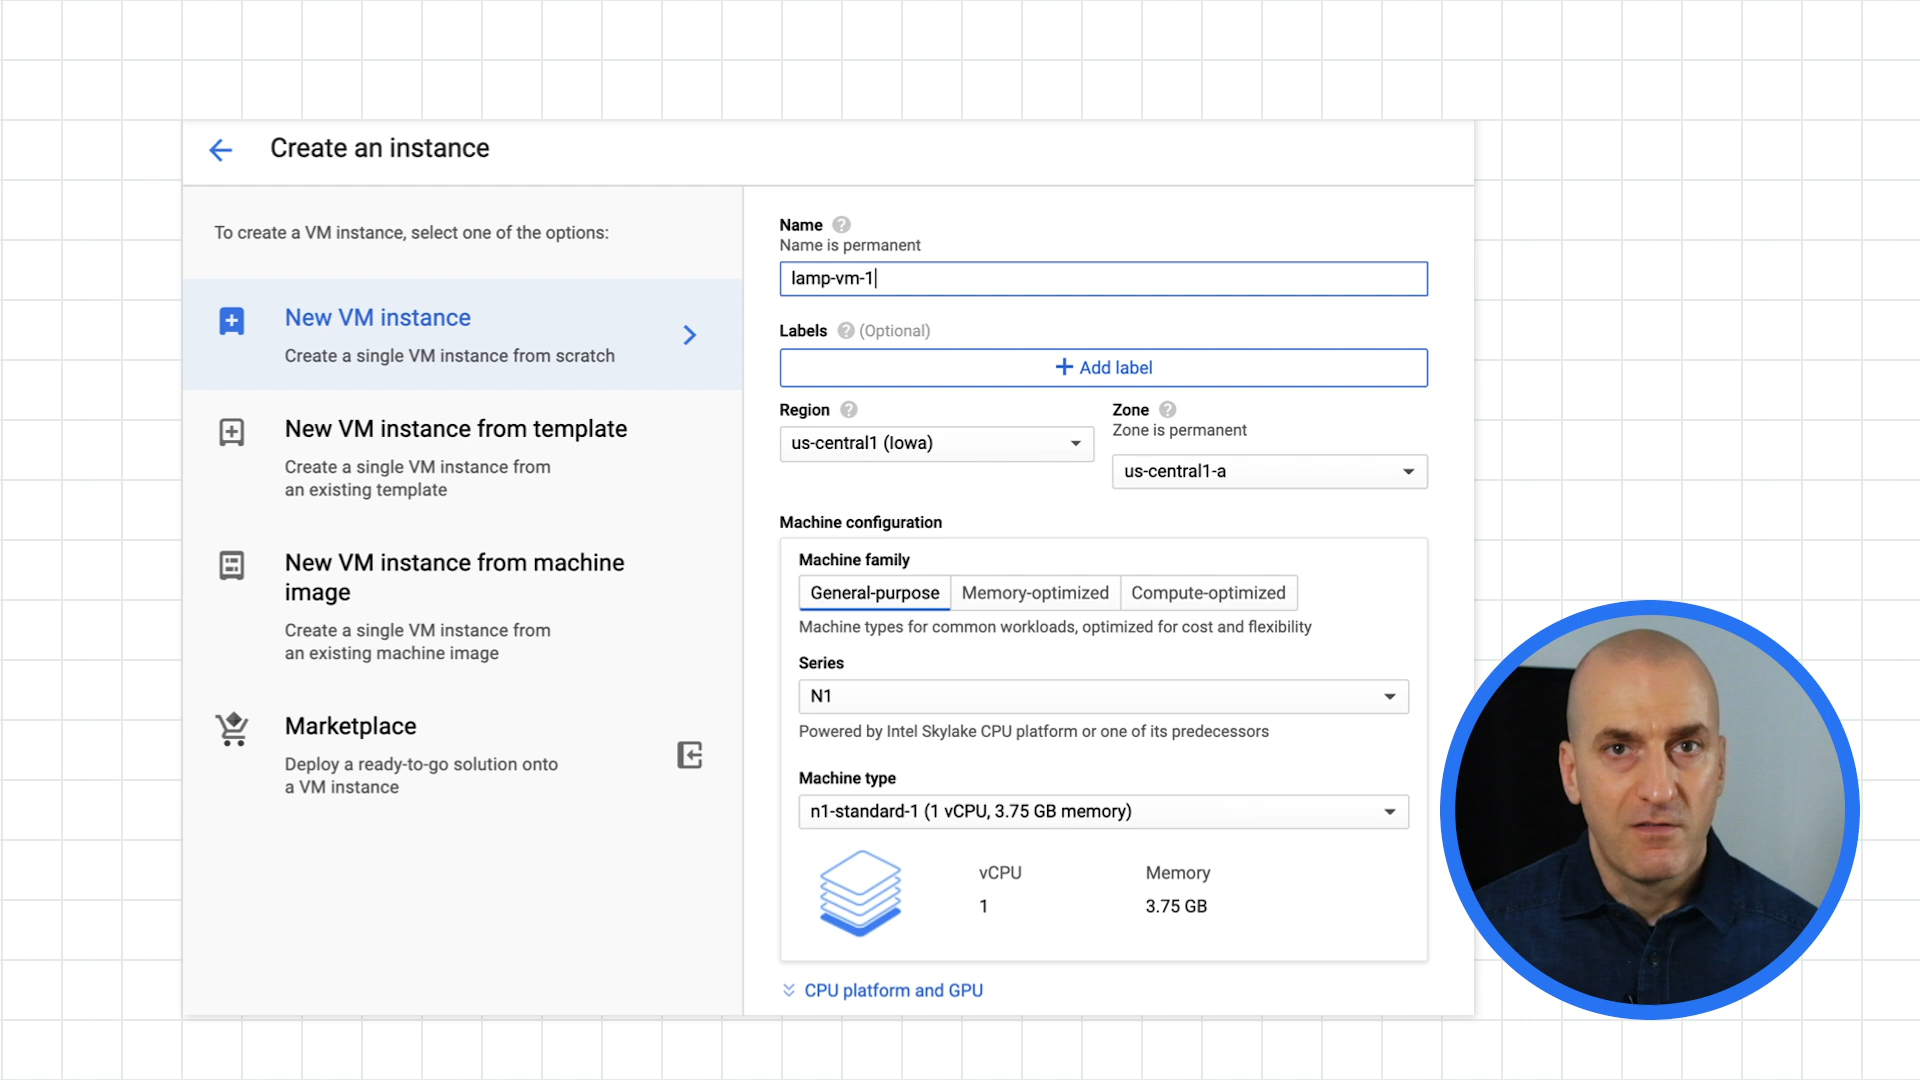 Create an instance
To create a VM instance, select one of the options:
New VM instance
Create a single VM instance from scratch
New VM instance from template
Create a single VM instance from
an existing template
New VM instance from machine
image
Create a single VM instance from
an existing machine image
Marketplace
Deploy a ready-to-go solution onto
a VM instance
Name
Name is permanent
lamp-vm-1
Labels (Optional)
Add label
Region
us-central1 (Iowa)
Zone
Zone is permanent
us-central1-a
Machine configuration
Machine family
General-purpose Memory-optimized Compute-optimized
Machine types for common workloads, optimized for cost and flexibility
Series
N1
Powered by Intel Skylake CPU platform or one of its predecessors
Machine type
n1-standard-1 (1 vCPU, 3.75 GB memory)
vCPU Memory
1 3.75 GB
CPU platform and GPU